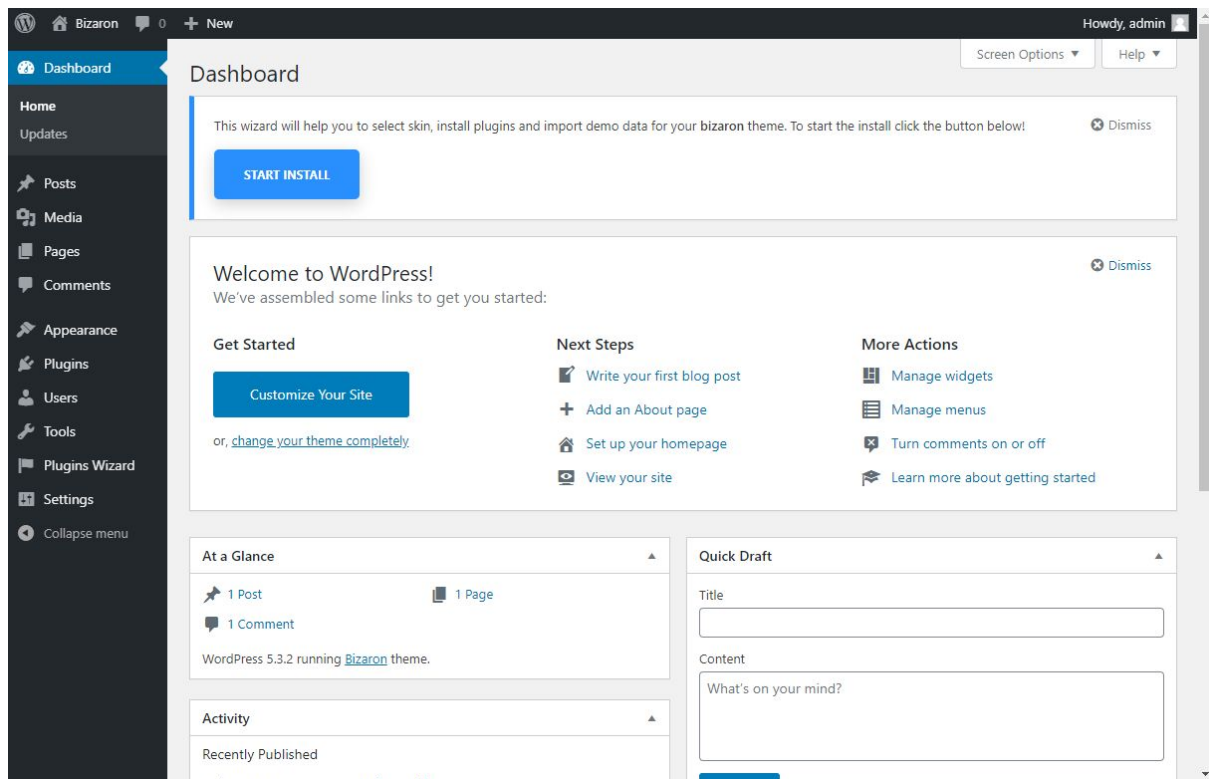 Bizaron 0 New Howdy, admin
Screen Options Help
Dashboard
Home
Updates
Posts
Media
Pages
Comments
Appearance
Plugins
Users
Tools
Plugins Wizard
Settings
Collapse menu
Dashboard
This wizard will help you to select skin, install plugins and import demo data for your bizaron theme. To start the install click the button below!
Dismiss
START INSTALL
Welcome to WordPress!
Dismiss
We've assembled some links to get you started:
Get Started
Customize Your Site
or, change your theme completely
Next Steps
Write your first blog post
Add an About page
Set up your homepage
View your site
More Actions
Manage widgets
Manage menus
Turn comments on or off
Learn more about getting started
At a Glance
1 Post
1 Page
1 Comment
WordPress 5.3.2 running Bizaron theme.
Activity
Recently Published
Quick Draft
Title
Content
What's on your mind?